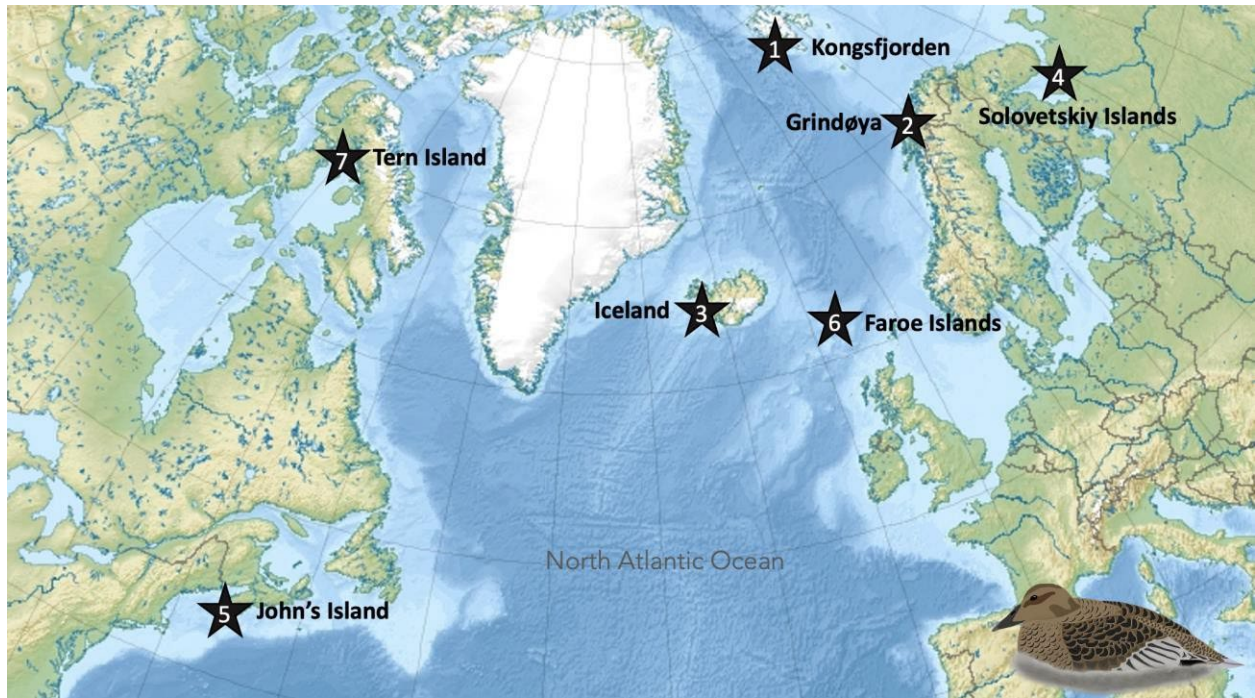 1 Kongsfjorden
4
Solovetskiy Islands
Grindøya 2
7 Tern Island
Iceland 3
6 Faroe Islands
North Atlantic Ocean
5 John's Island